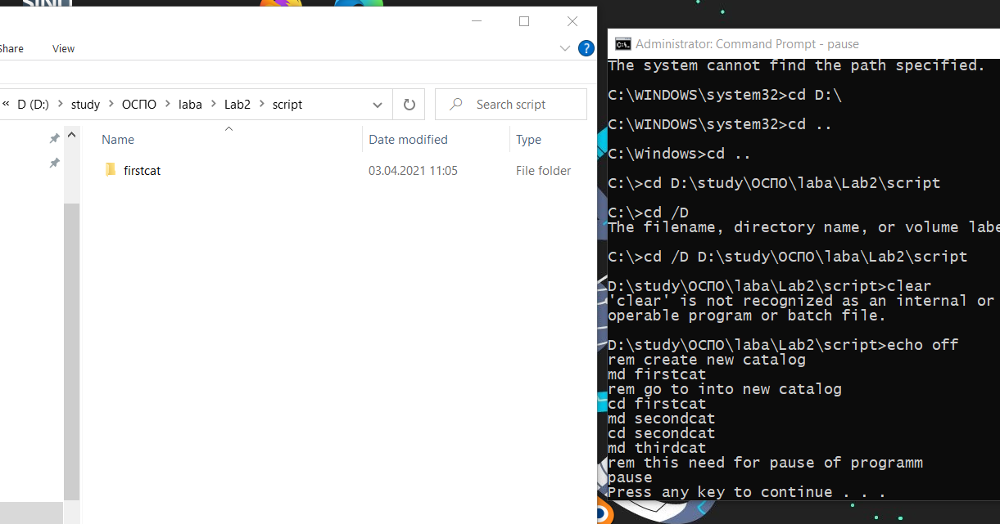 Share View
« D (D:) > study > ОСПО > laba > Lab2 > script
Search script
Name Date modified Type
firstcat 03.04.2021 11:05 File folder
Administrator: Command Prompt - pause
The system cannot find the path specified.
C:\WINDOWS\system32>cd D:\
C:\WINDOWS\system32>cd ..
C:\Windows>cd ..
C:\>cd D:\study\ОСПО\laba\Lab2\script
C:\>cd /D
The filename, directory name, or volume labe
C:\>cd /D D:\study\ОСПО\laba\Lab2\script
D:\study\ОСПО\laba\Lab2\script>clear
'clear' is not recognized as an internal or
operable program or batch file.
D:\study\ОСПО\laba\Lab2\script>echo off
rem create new catalog
md firstcat
rem go to into new catalog
cd firstcat
md secondcat
cd secondcat
md thirdcat
rem this need for pause of programm
pause
Press any key to continue . . .